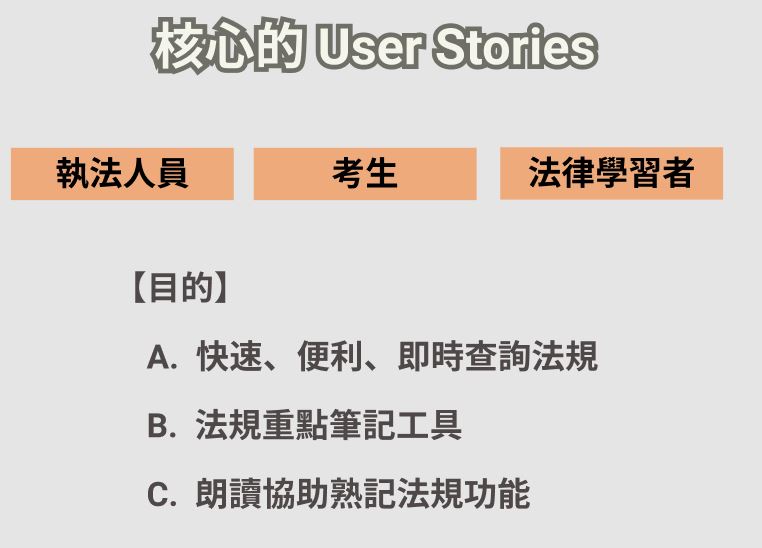 核心的 User Stories
執法人員
考生
法律學習者
【目的】
A. 快速、便利、即時查詢法規
B. 法規重點筆記工具
C. 朗讀協助熟記法規功能